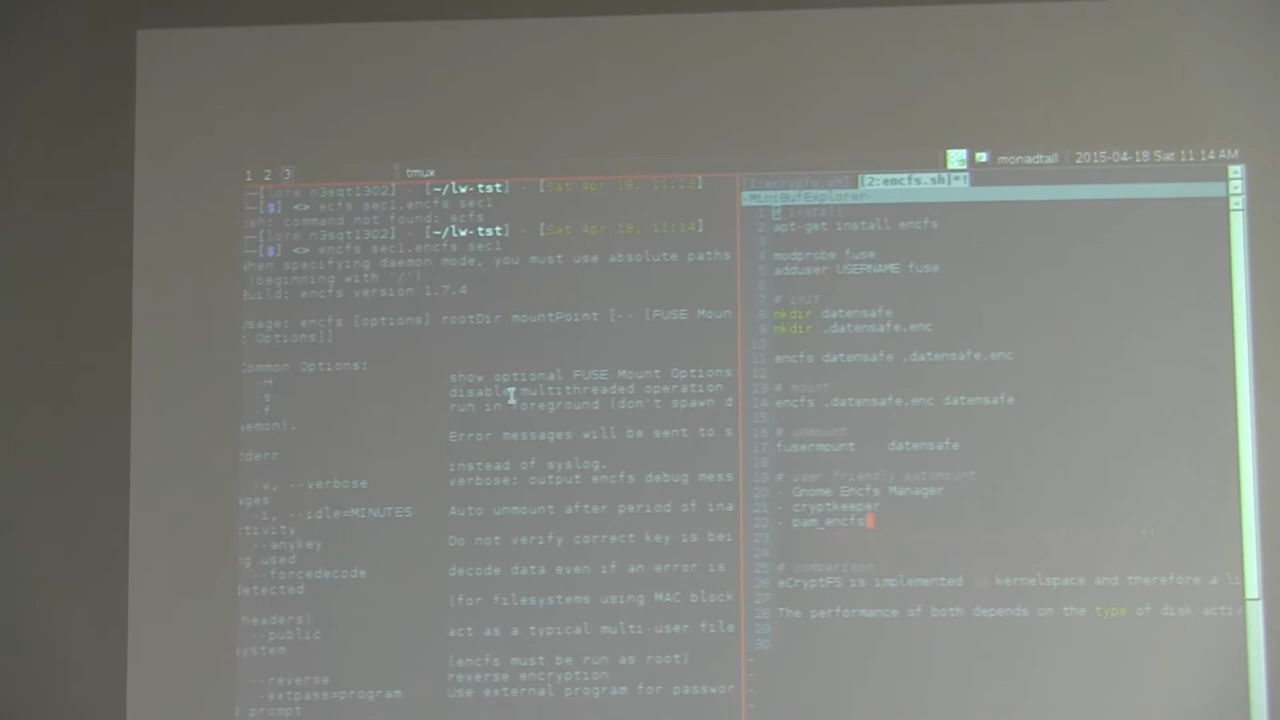 1 2 3 tmux
monadtall 2015-04-18 Sat 11:14 AM
n3sqt1302] - [~/lw-tst] - [Sat Apr 18, 11:13]
[$] <> ecfs sec1.encfs sec1
sh: command not found: ecfs
n3sqt1302] - [~/lw-tst] - [Sat Apr 18, 11:14]
[$] <> encfs sec1.encfs sec1
when specifying daemon mode, you must use absolute paths
(beginning with '/')
Build: encfs version 1.7.4
Usage: encfs [options] rootDir mountPoint [-- [FUSE Moun
t Options]]
Common Options:
-H show optional FUSE Mount Options
-s disable multithreaded operation
-f run in foreground (don't spawn d
aemon).
Error messages will be sent to s
tderr
instead of syslog.
-v, --verbose verbose: output encfs debug mess
ages
-i, --idle=MINUTES Auto unmount after period of ina
ctivity
--anykey Do not verify correct key is bei
ng used
--forcedecode decode data even if an error is
detected
(for filesystems using MAC block
headers)
--public act as a typical multi-user file
system
(encfs must be run as root)
--reverse reverse encryption
--extpass=program Use external program for passwor
d prompt
[2:encfs.sh]*!
-MiniBufExplorer-
1 # install
2 apt-get install encfs
3
4 modprobe fuse
5 adduser USERNAME fuse
6
7 # init
8 mkdir datensafe
9 mkdir .datensafe.enc
10
11 encfs datensafe .datensafe.enc
12
13 # mount
14 encfs .datensafe.enc datensafe
15
16 # unmount
17 fusermount datensafe
18
19 # user friendly automount
20 - Gnome Encfs Manager
21 - cryptkeeper
22 - pam_encfs
23
24
25 # comparison
26 eCryptFS is implemented kernelspace and therefore a li
27
28 The performance of both depends on the type of disk activ
29
30